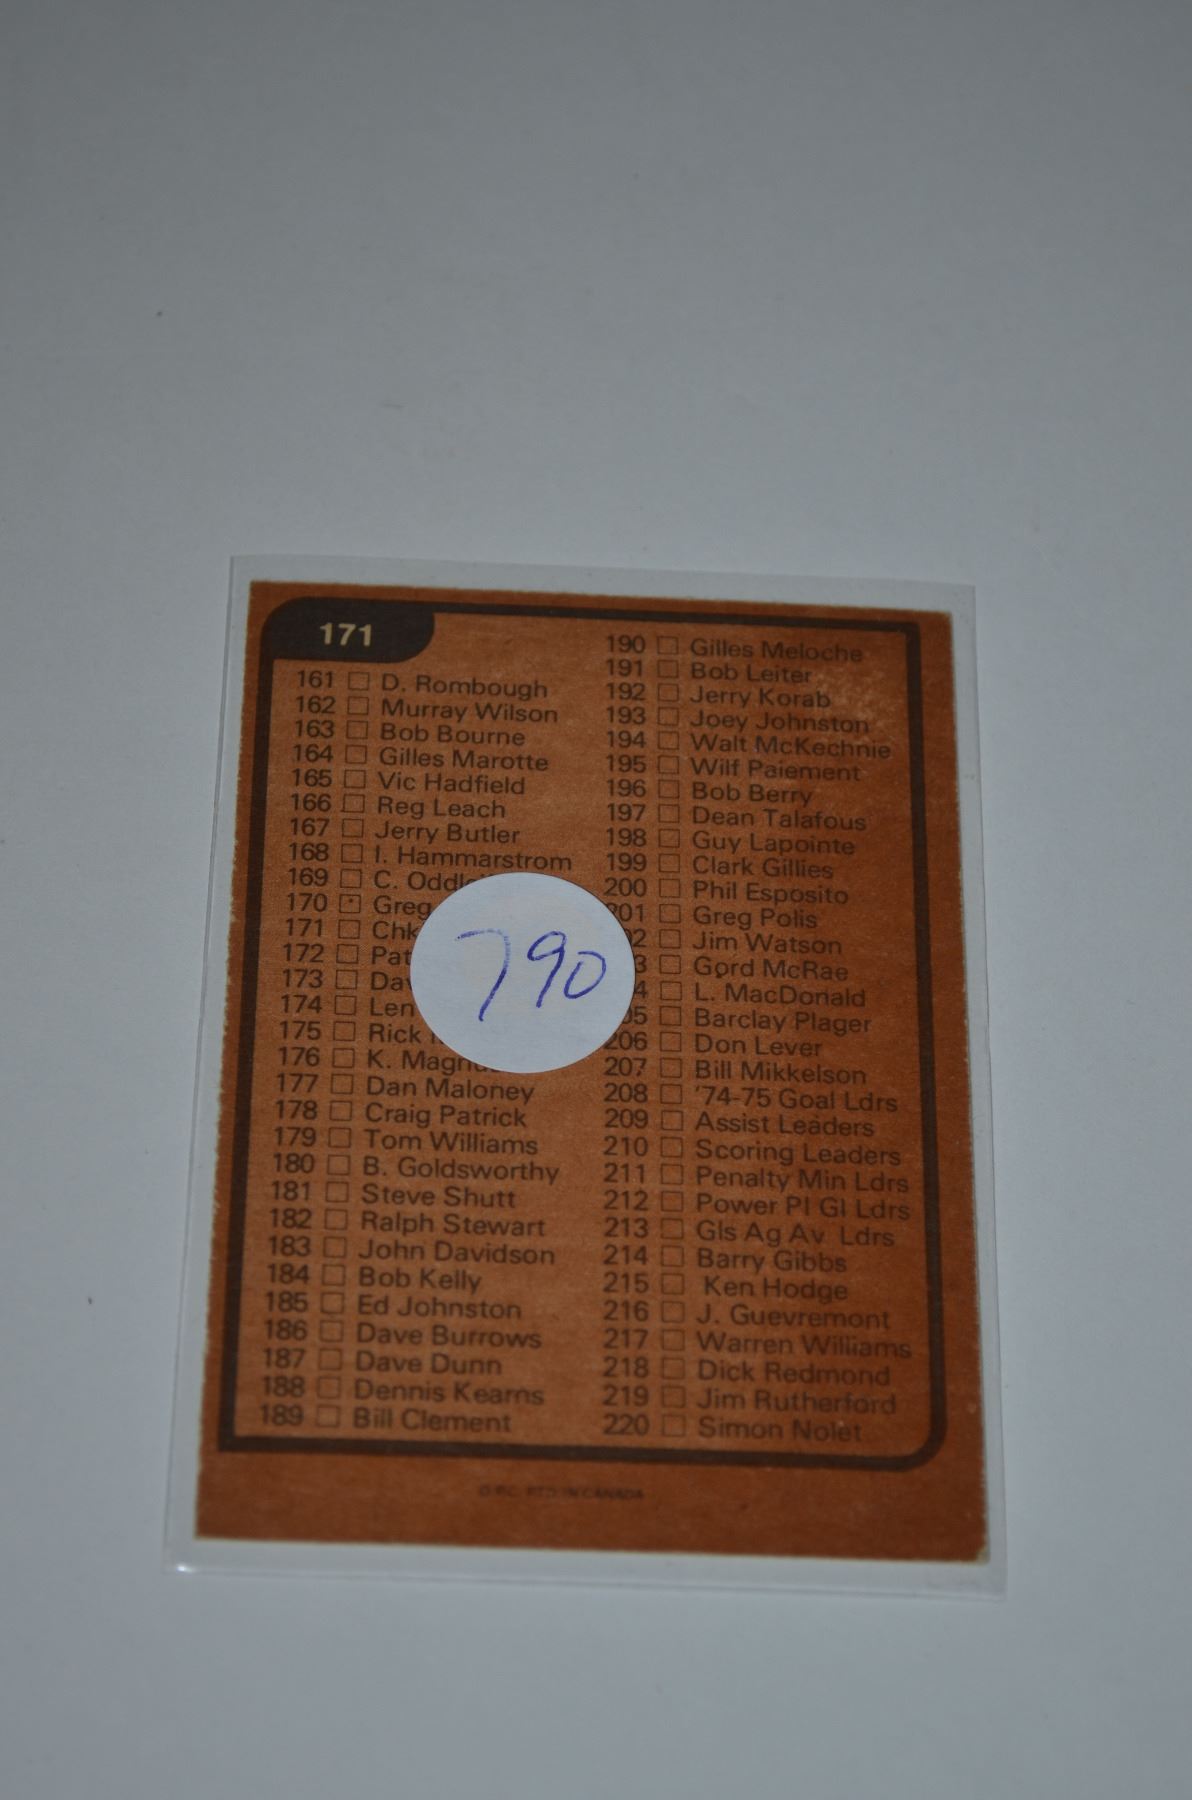 171
161 D. Rombough
162 Murray Wilson
163 Bob Bourne
164 Gilles Marotte
165 Vic Hadfield
166 Reg Leach
167 Jerry Butler
168 I. Hammarstrom
169 C.
170 Greg
171
172
173
174 Len
175 Rick
176 K.
177 Dan Maloney
178 Craig Patrick
179 Tom Williams
180 B. Goldsworthy
181 Steve Shutt
182 Ralph Stewart
183 John Davidson
184 Bob Kelly
185 Ed Johnston
186 Dave Burrows
187 Dave Dunn
188 Dennis Kearns
189 Bill Clement
190 Gilles Meloche
191 Bob Leiter
192 Jerry Korab
193 Joey Johnston
194 Walt McKechnie
195 Wilf Paiement
196 Bob Berry
197 Dean Talafous
198 Guy Lapointe
199 Clark Gillies
200 Phil Esposito
201 Greg Polis
Jim Watson
Gord McRae
L. MacDonald
Barclay Plager
206 Don Lever
207 Bill Mikkelson
208 '74-75 Goal Ldrs
209 Assist Leaders
210 Scoring Leaders
211 Penalty Min Ldrs
212 Power Pl Gl Ldrs
213 Gls Ag Av Ldrs
214 Barry Gibbs
215 Ken Hodge
216 J. Guevremont
217 Warren Williams
218 Dick Redmond
219 Jim Rutherford
220 Simon Nolet
790
O.P.C. PTD IN CANADA